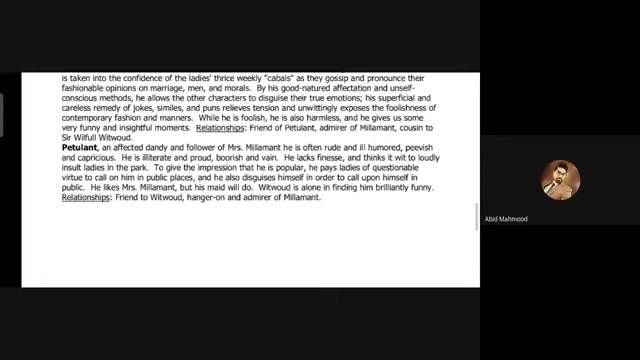 is taken into the confidence of the ladies' thrice weekly "cabals" as they gossip and pronounce their
fashionable opinions on marriage, men, and morals. By his good-natured affectation and unself-
conscious methods, he allows the other characters to disguise their true emotions; his superficial and
careless remedy of jokes, similes, and puns relieves tension and unwittingly exposes the foolishness of
contemporary fashion and manners. While he is foolish, he is also harmless, and he gives us some
very funny and insightful moments. Relationships: Friend of Petulant, admirer of Millamant, cousin to
Sir Wilfull Witwoud.
Petulant, an affected dandy and follower of Mrs. Millamant he is often rude and ill humored, peevish
and capricious. He is illiterate and proud, boorish and vain. He lacks finesse, and thinks it wit to loudly
insult ladies in the park. To give the impression that he is popular, he pays ladies of questionable
virtue to call on him in public places, and he also disguises himself in order to call upon himself in
public. He likes Mrs. Millamant, but his maid will do. Witwoud is alone in finding him brilliantly funny.
Relationships: Friend to Witwoud, hanger-on and admirer of Millamant.
Abid Mahmood